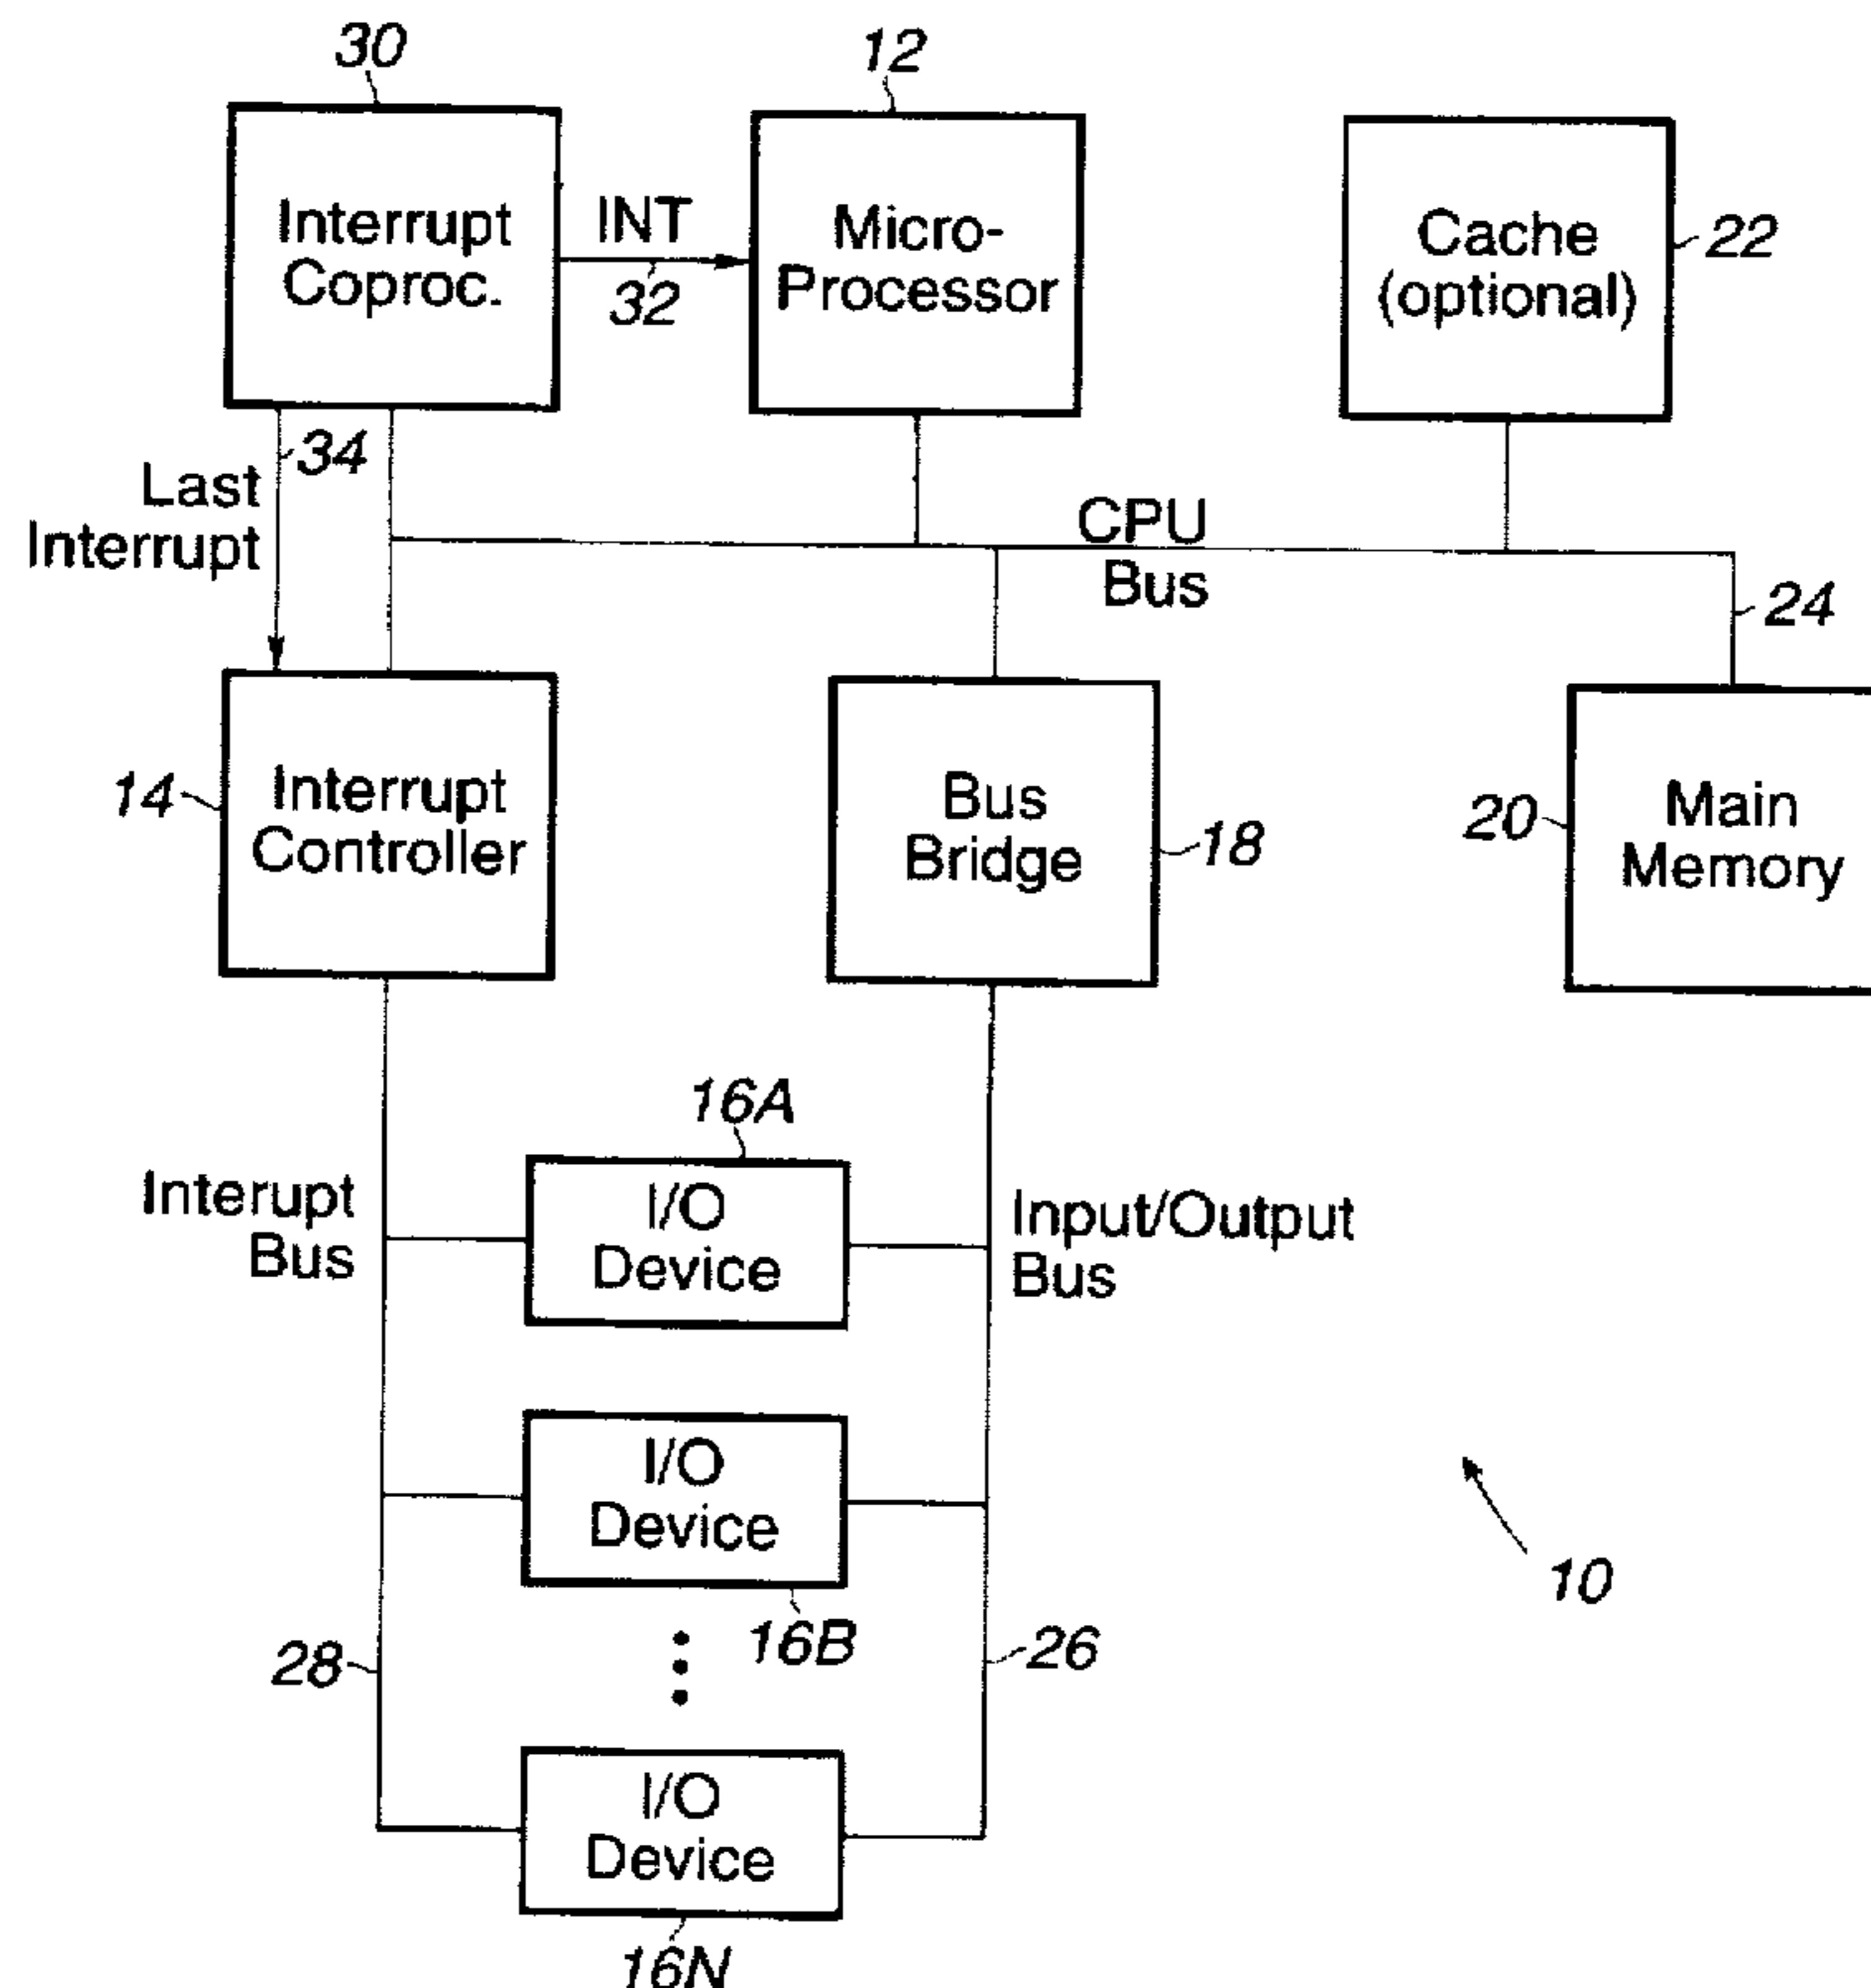 30
12
Interrupt
Coproc.
INT
32
Micro-
Processor
Cache
(optional)
22
34
Last
Interrupt
CPU
Bus
24
14
Interrupt
Controller
Bus
Bridge
18
20
Main
Memory
16A
Interupt
Bus
I/O
Device
Input/Output
Bus
I/O
Device
16B
28
26
10
I/O
Device
16N